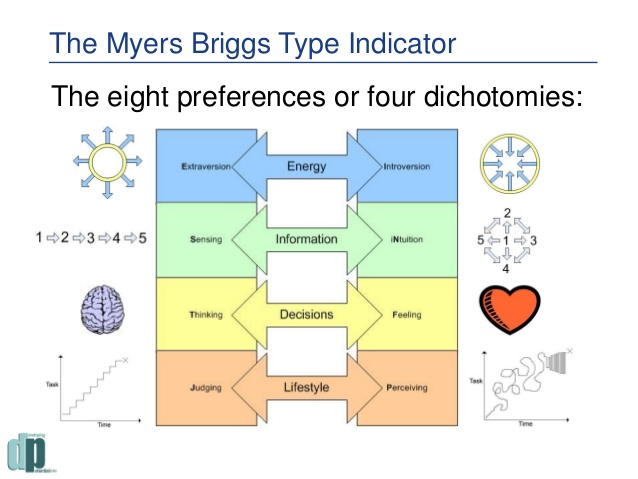 The Myers Briggs Type Indicator
The eight preferences or four dichotomies:
Extraversion
Energy
Introversion
1 2 3 4 5
Sensing
Information
iNtuition
2
5 1 3
4
Thinking
Decisions
Feeling
Task
Time
Judging
Lifestyle
Perceiving
Task
Time
dp